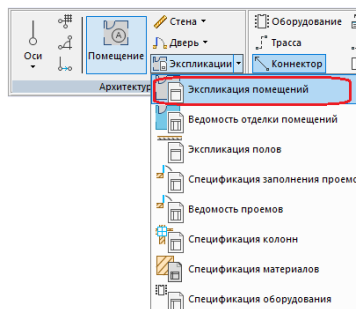 Стена
Оборудование
Дверь
Трасса
Оси
Помещение
Экспликации
Коннектор
Архитектур
Экспликация помещений
Ведомость отделки помещений
Экспликация полов
Спецификация заполнения проемо
Ведомость проемов
Спецификация колонн
Спецификация материалов
Спецификация оборудования